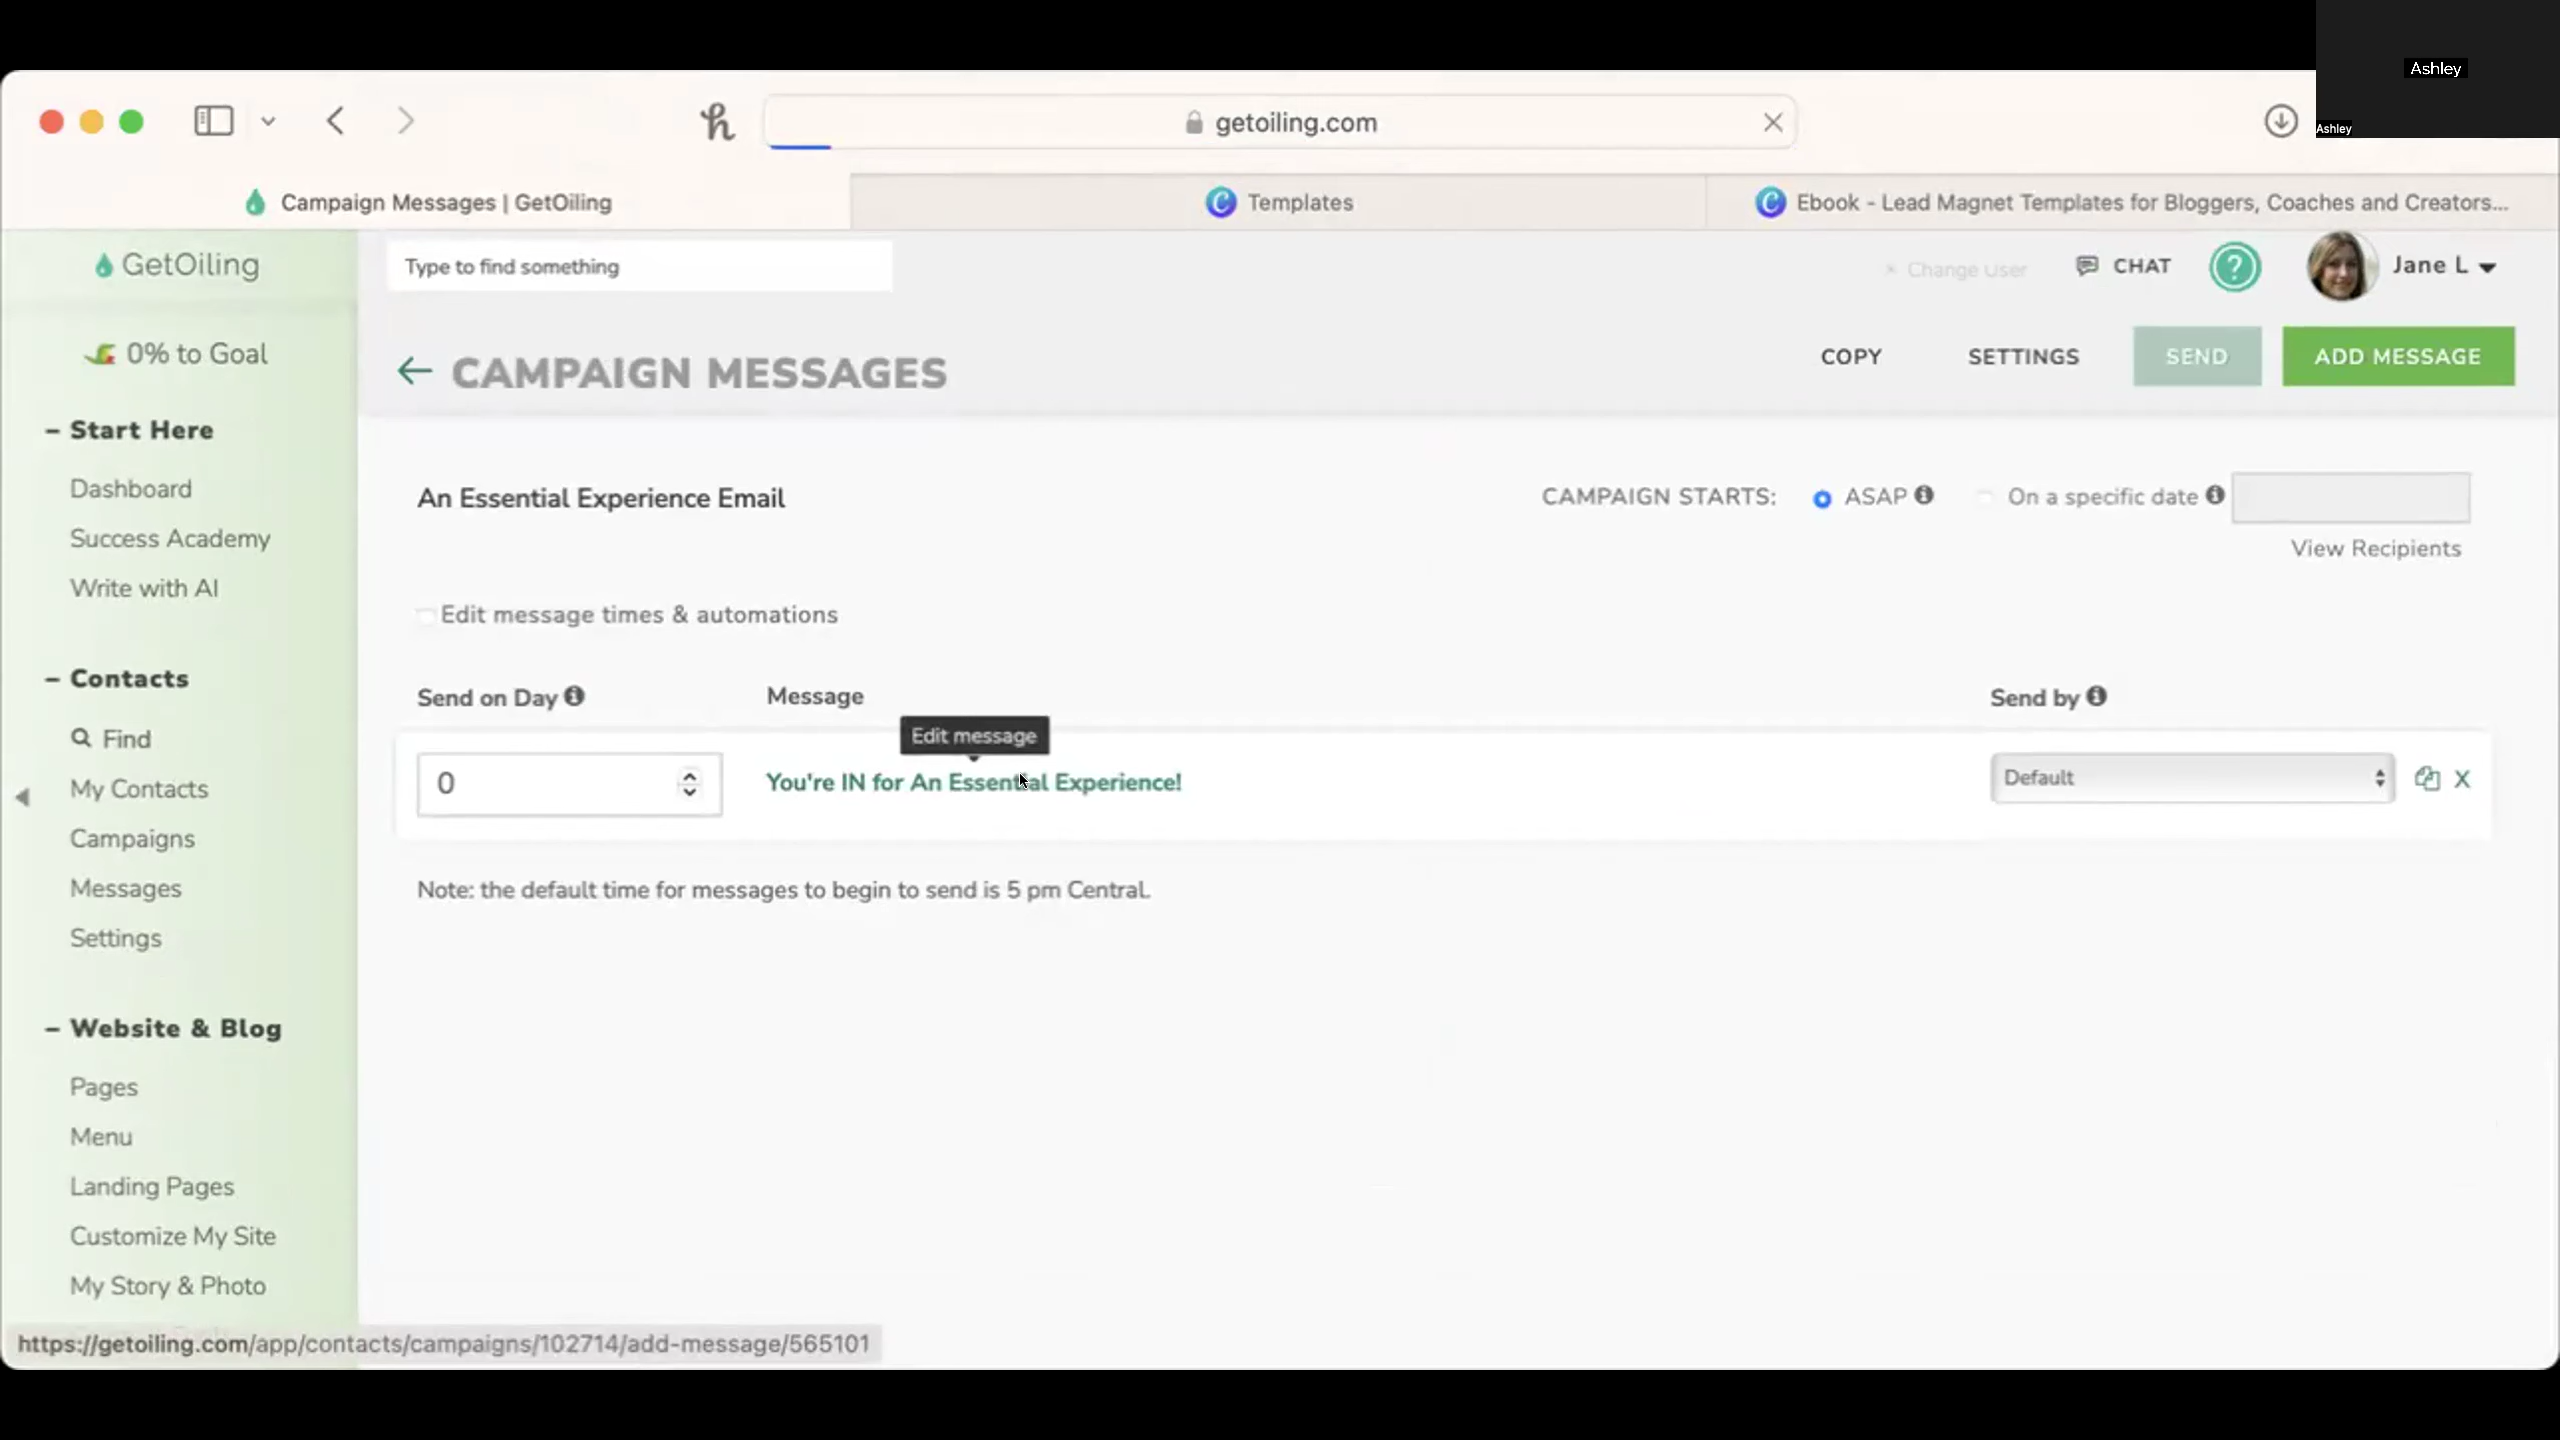 Ashley
Ashley
getoiling.com
Campaign Messages | GetOiling
Templates
Ebook - Lead Magnet Templates for Bloggers, Coaches and Creators...
GetOiling
Type to find something
Change user
CHAT
?
Jane L
0% to Goal
CAMPAIGN MESSAGES
COPY
SETTINGS
SEND
ADD MESSAGE
– Start Here
Dashboard
Success Academy
Write with AI
An Essential Experience Email
CAMPAIGN STARTS:
ASAP
On a specific date
View Recipients
Edit message times & automations
– Contacts
Find
My Contacts
Campaigns
Messages
Settings
Send on Day
Message
Send by
Edit message
0
You're IN for An Essential Experience!
Default
X
Note: the default time for messages to begin to send is 5 pm Central.
– Website & Blog
Pages
Menu
Landing Pages
Customize My Site
My Story & Photo
https://getoiling.com/app/contacts/campaigns/102714/add-message/565101